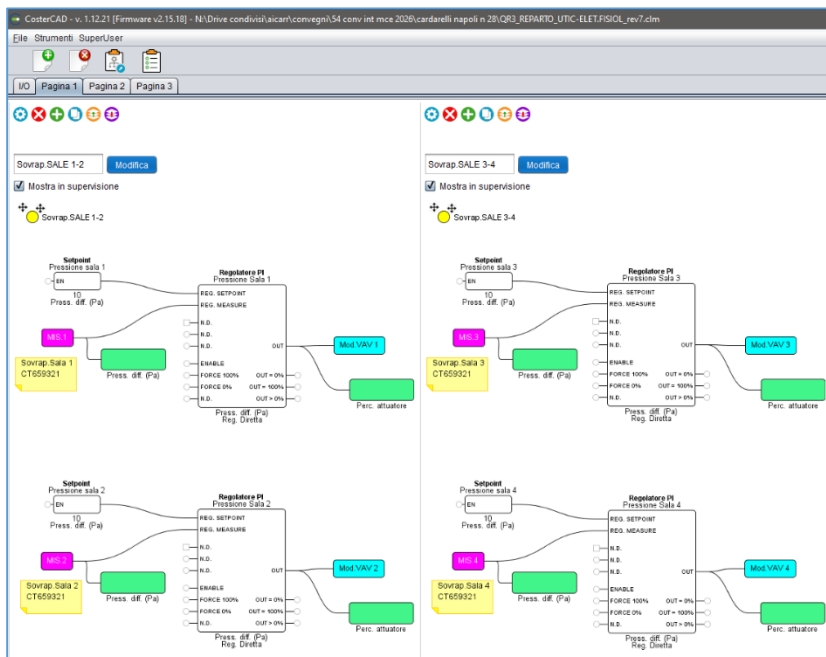 CosterCAD - v. 1.12.21 [Firmware v2.15.18] - N:\Drive condivisi\aicarr\convegni\54 conv int mce 2026\cardarelli napoli n 28\QR3_REPARTO_UTIC-ELET.FISIOL_rev7.clm
File Strumenti SuperUser
I/O Pagina 1 Pagina 2 Pagina 3
Sovrap.SALE 1-2 Modifica
Mostra in supervisione
Sovrap.SALE 1-2
Setpoint
Pressione sala 1
EN
10
Press. diff. (Pa)
MIS.1
Sovrap.Sala 1
CT659321
Press. diff. (Pa)
Regolatore PI
Pressione Sala 1
REG. SETPOINT
REG. MEASURE
N.D.
N.D.
N.D. OUT
ENABLE
FORCE 100% OUT = 0%
FORCE 0% OUT = 100%
N.D. OUT > 0%
Press. diff. (Pa)
Reg. Diretta
Mod.VAV 1
Perc. attuatore
Setpoint
Pressione sala 2
EN
10
Press. diff. (Pa)
MIS.2
Sovrap.Sala 2
CT659321
Press. diff. (Pa)
Regolatore PI
Pressione Sala 2
REG. SETPOINT
REG. MEASURE
N.D.
N.D.
N.D. OUT
ENABLE
FORCE 100% OUT = 0%
FORCE 0% OUT = 100%
N.D. OUT > 0%
Press. diff. (Pa)
Reg. Diretta
Mod.VAV 2
Perc. attuatore
Sovrap.SALE 3-4 Modifica
Mostra in supervisione
Sovrap.SALE 3-4
Setpoint
Pressione sala 3
EN
10
Press. diff. (Pa)
MIS.3
Sovrap.Sala 3
CT659321
Press. diff. (Pa)
Regolatore PI
Pressione Sala 3
REG. SETPOINT
REG. MEASURE
N.D.
N.D.
N.D. OUT
ENABLE
FORCE 100% OUT = 0%
FORCE 0% OUT = 100%
N.D. OUT > 0%
Press. diff. (Pa)
Reg. Diretta
Mod.VAV 3
Perc. attuatore
Setpoint
Pressione sala 4
EN
10
Press. diff. (Pa)
MIS.4
Sovrap.Sala 4
CT659321
Press. diff. (Pa)
Regolatore PI
Pressione Sala 4
REG. SETPOINT
REG. MEASURE
N.D.
N.D.
N.D. OUT
ENABLE
FORCE 100% OUT = 0%
FORCE 0% OUT = 100%
N.D. OUT > 0%
Press. diff. (Pa)
Reg. Diretta
Mod.VAV 4
Perc. attuatore